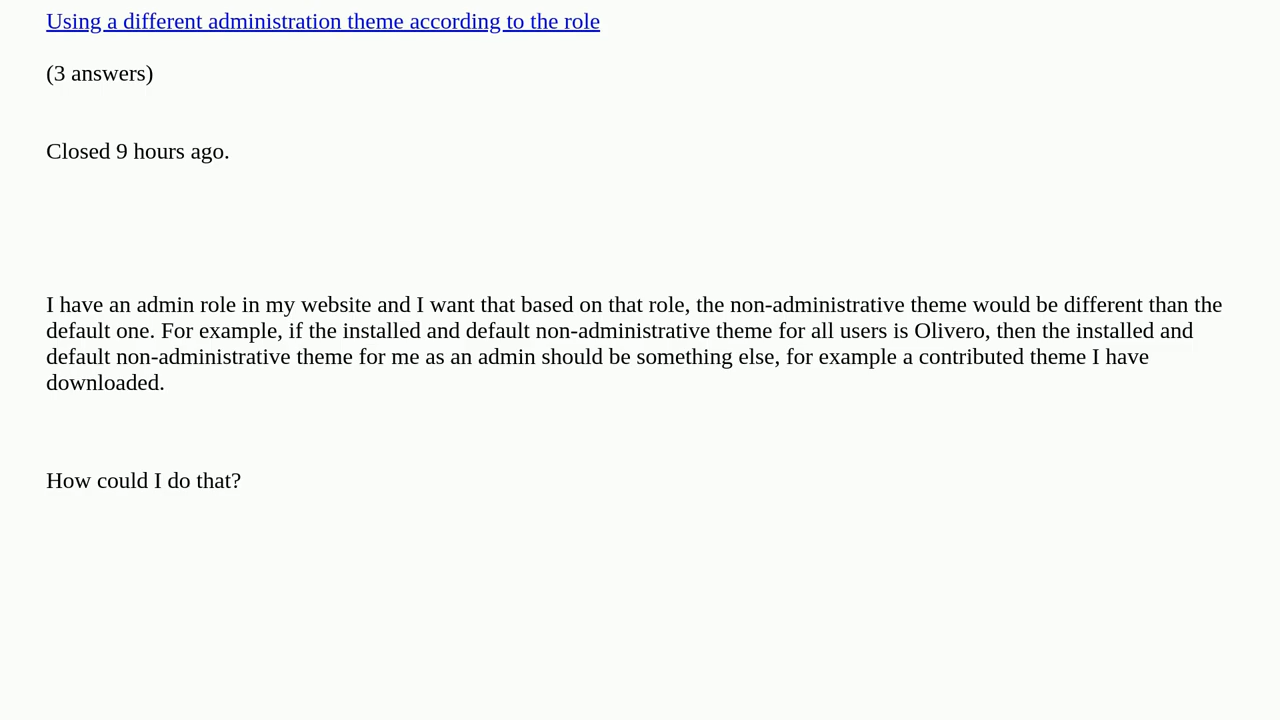 Using a different administration theme according to the role
(3 answers)
Closed 9 hours ago.
I have an admin role in my website and I want that based on that role, the non-administrative theme would be different than the
default one. For example, if the installed and default non-administrative theme for all users is Olivero, then the installed and
default non-administrative theme for me as an admin should be something else, for example a contributed theme I have
downloaded.
How could I do that?